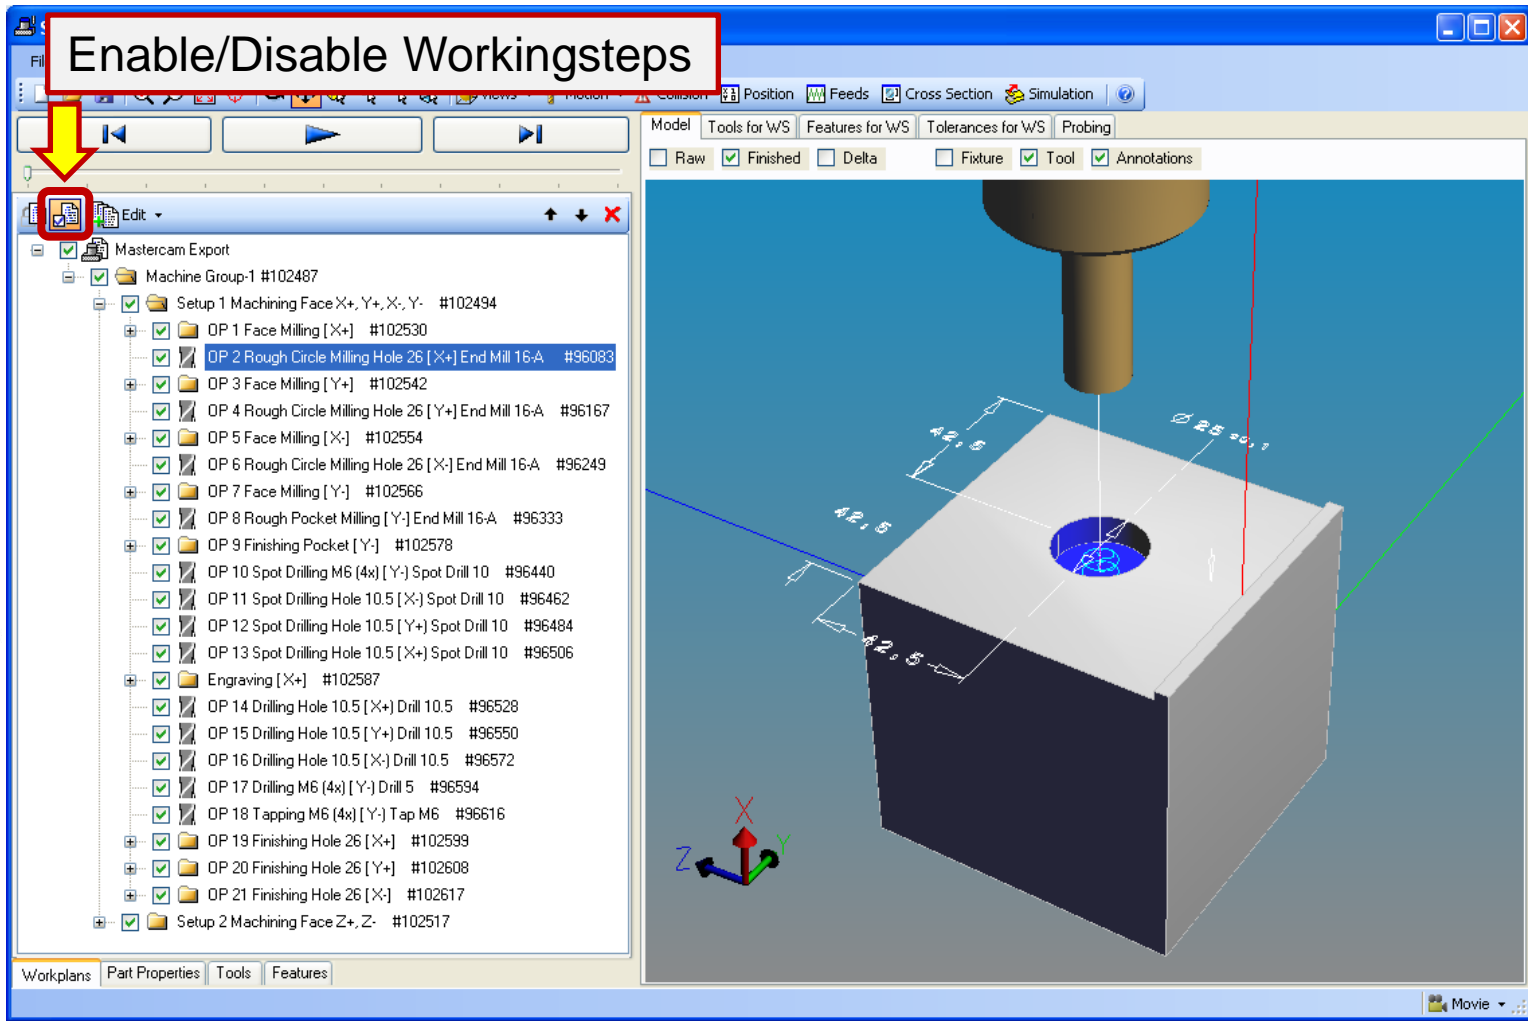 Enable/Disable Workingsteps
Views
Motion
Collision
Position
Feeds
Cross Section
Simulation
Model
Tools for WS
Features for WS
Tolerances for WS
Probing
Raw
Finished
Delta
Fixture
Tool
Annotations
Edit
Mastercam Export
Machine Group-1 #102487
Setup 1 Machining Face X+, Y+, X-, Y- #102494
OP 1 Face Milling [X+] #102530
OP 2 Rough Circle Milling Hole 26 [X+] End Mill 16-A #96083
OP 3 Face Milling [Y+] #102542
OP 4 Rough Circle Milling Hole 26 [Y+] End Mill 16-A #96167
OP 5 Face Milling [X-] #102554
OP 6 Rough Circle Milling Hole 26 [X-] End Mill 16-A #96249
OP 7 Face Milling [Y-] #102566
OP 8 Rough Pocket Milling [Y-] End Mill 16-A #96333
OP 9 Finishing Pocket [Y-] #102578
OP 10 Spot Drilling M6 (4x) [Y-) Spot Drill 10 #96440
OP 11 Spot Drilling Hole 10.5 [X-) Spot Drill 10 #96462
OP 12 Spot Drilling Hole 10.5 [Y+) Spot Drill 10 #96484
OP 13 Spot Drilling Hole 10.5 [X+) Spot Drill 10 #96506
Engraving [X+] #102587
OP 14 Drilling Hole 10.5 [X+) Drill 10.5 #96528
OP 15 Drilling Hole 10.5 [Y+) Drill 10.5 #96550
OP 16 Drilling Hole 10.5 [X-) Drill 10.5 #96572
OP 17 Drilling M6 (4x) [Y-) Drill 5 #96594
OP 18 Tapping M6 (4x) [Y-) Tap M6 #96616
OP 19 Finishing Hole 26 [X+] #102599
OP 20 Finishing Hole 26 [Y+] #102608
OP 21 Finishing Hole 26 [X-] #102617
Setup 2 Machining Face Z+, Z- #102517
42,5
Ø 25
42,5
42,5
X
Y
Z
Workplans
Part Properties
Tools
Features
Movie